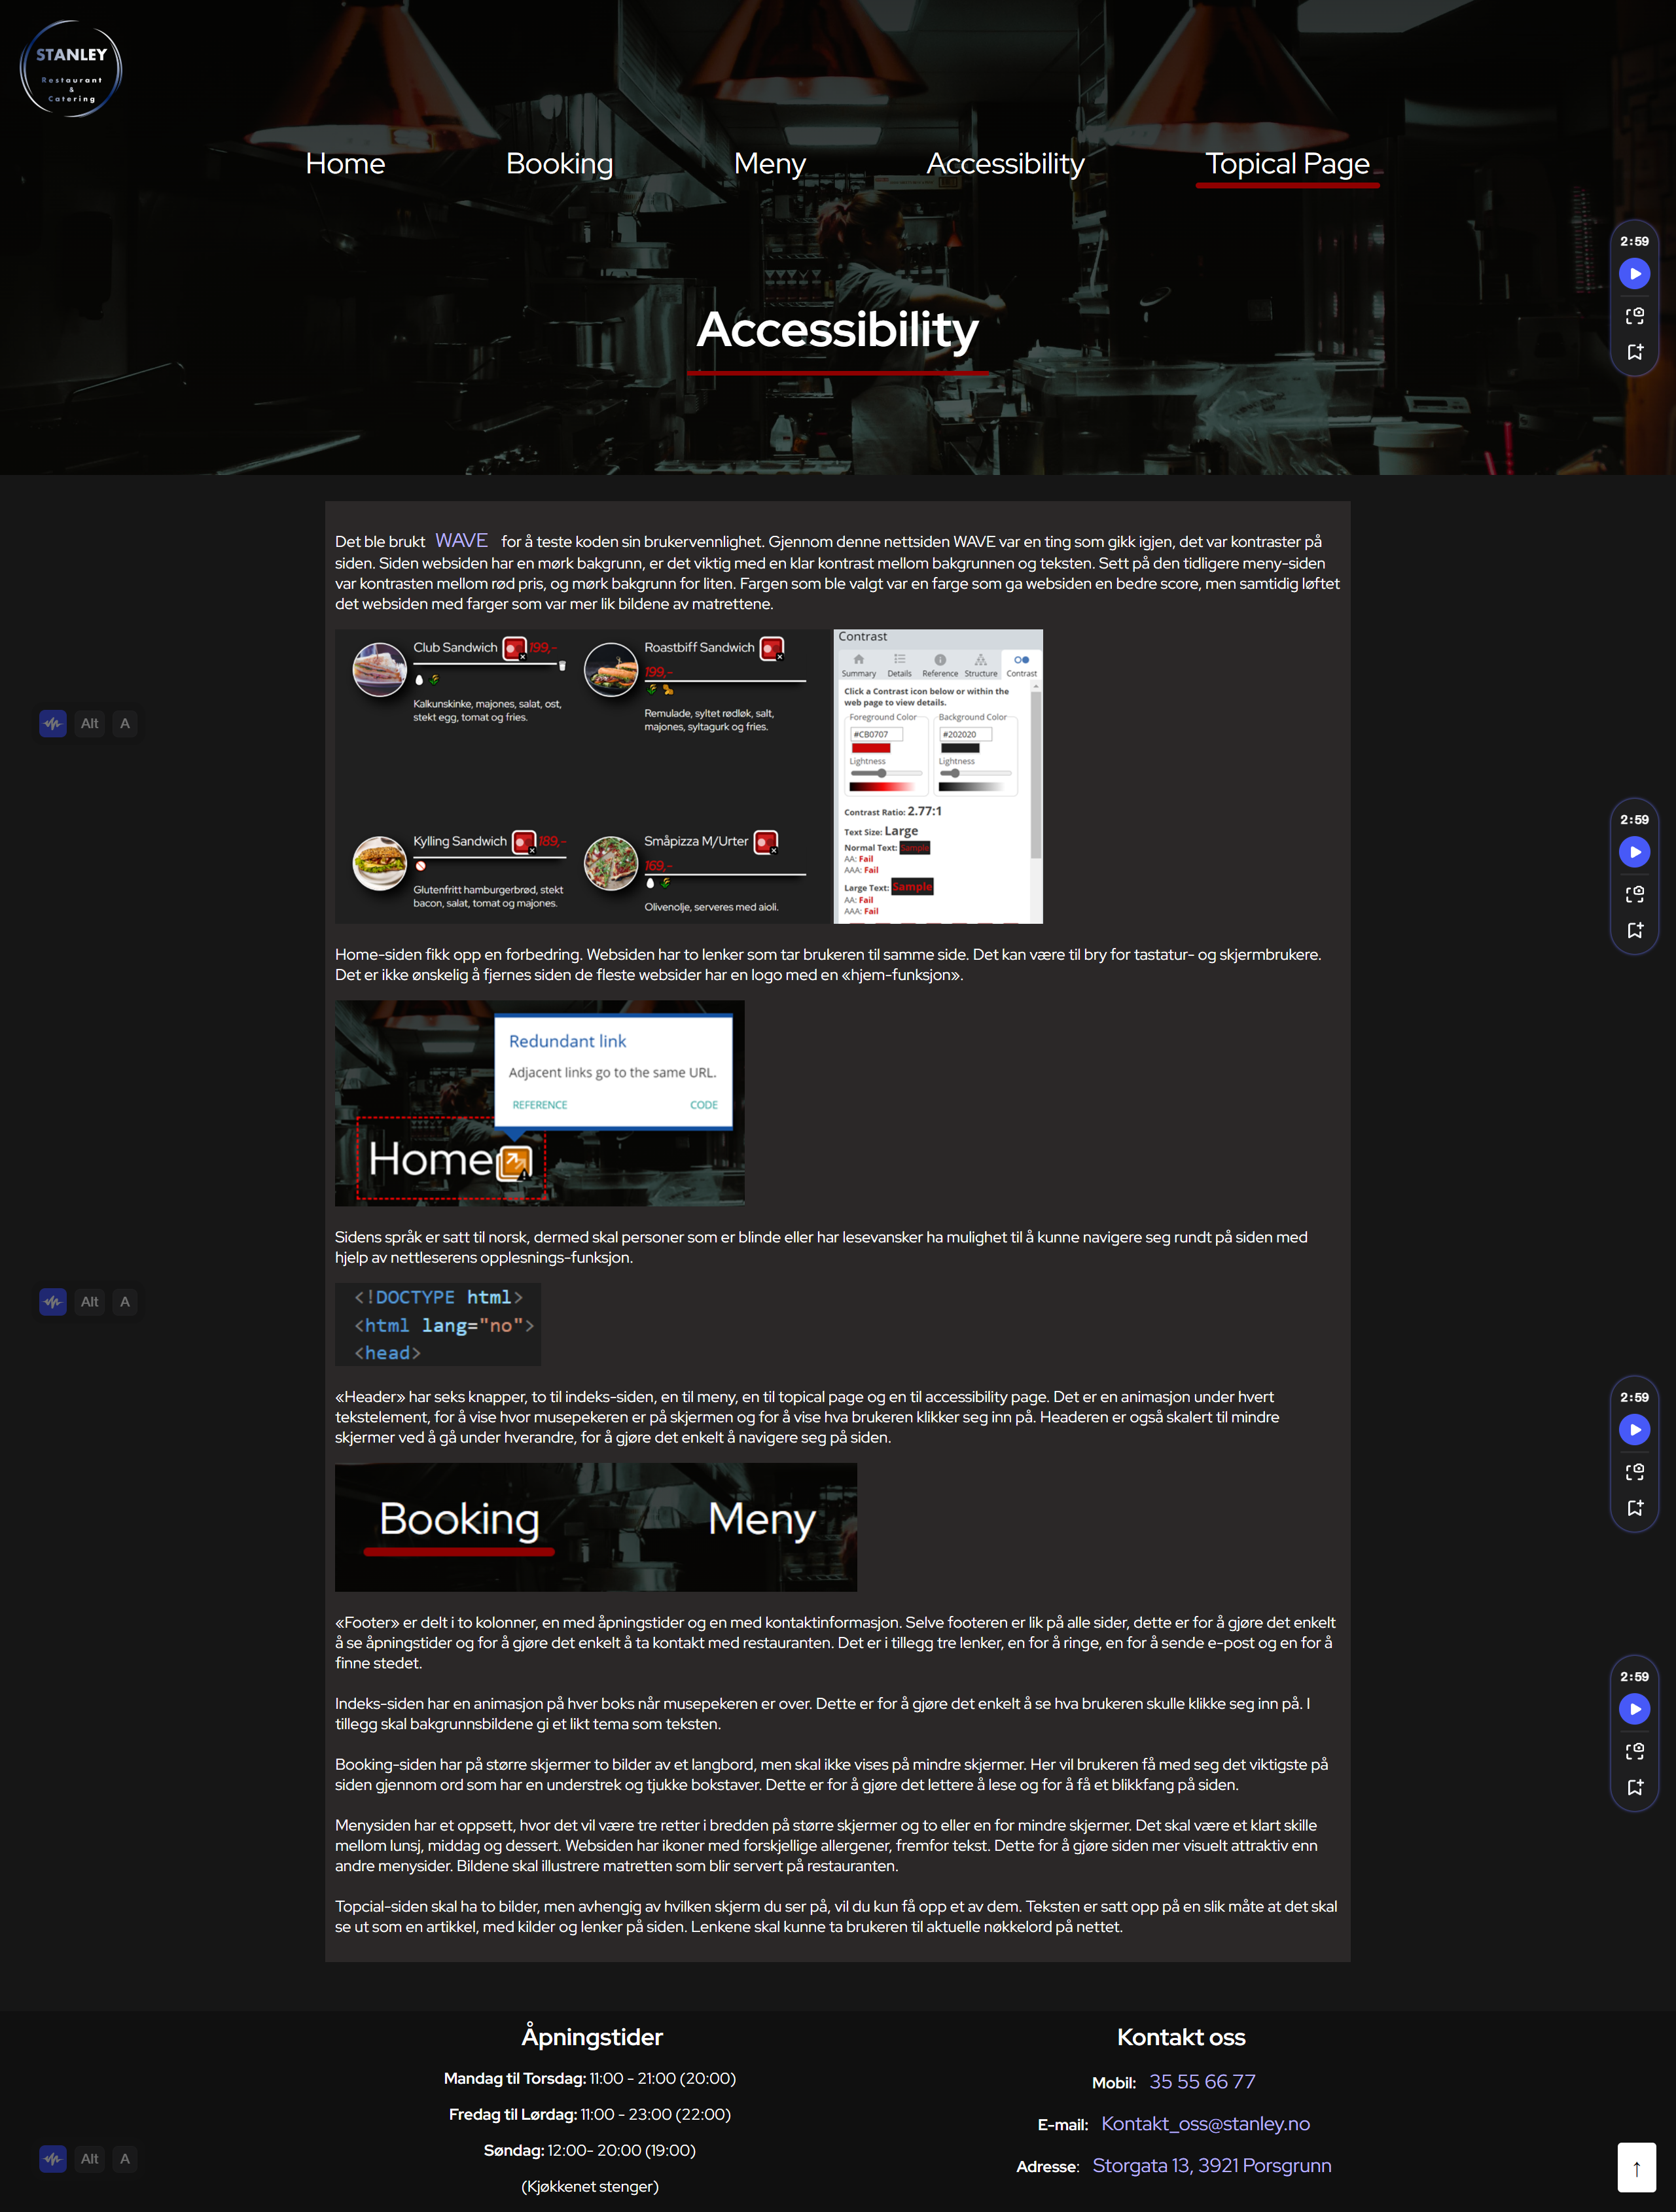 STANLEY
Restaurant
&
Catering
Home Booking Meny Accessibility Topical Page
Accessibility
2:59
Det ble brukt WAVE for å teste koden sin brukervennlighet. Gjennom denne nettsiden WAVE var en ting som gikk igjen, det var kontraster på
siden. Siden websiden har en mørk bakgrunn, er det viktig med en klar kontrast mellom bakgrunnen og teksten. Sett på den tidligere meny-siden
var kontrasten mellom rød pris, og mørk bakgrunn for liten. Fargen som ble valgt var en farge som ga websiden en bedre score, men samtidig løftet
det websiden med farger som var mer lik bildene av matrettene.
Club Sandwich 199,-
Kalkunskinke, majones, salat, ost,
stekt egg, tomat og fries.
Roastbiff Sandwich
199,-
Remulade, syltet rødløk, salt,
majones, syltagurk og fries.
Kylling Sandwich 189,-
Glutenfritt hamburgerbrød, stekt
bacon, salat, tomat og majones.
Småpizza M/Urter
169,-
Olivenolje, serveres med aioli.
Contrast
Summary Details Reference Structure Contrast
Click a Contrast icon below or within the
web page to view details.
Foreground Color Background Color
#CB0707 #202020
Lightness Lightness
Contrast Ratio: 2.77:1
Text Size: Large
Normal Text: Sample
AA: Fail
AAA: Fail
Large Text: Sample
AA: Fail
AAA: Fail
Alt A
2:59
Home-siden fikk opp en forbedring. Websiden har to lenker som tar brukeren til samme side. Det kan være til bry for tastatur- og skjermbrukere.
Det er ikke ønskelig å fjernes siden de fleste websider har en logo med en «hjem-funksjon».
Redundant link
Adjacent links go to the same URL.
REFERENCE CODE
Home
Sidens språk er satt til norsk, dermed skal personer som er blinde eller har lesevansker ha mulighet til å kunne navigere seg rundt på siden med
hjelp av nettleserens opplesnings-funksjon.
<!DOCTYPE html>
<html lang="no">
<head>
Alt A
2:59
«Header» har seks knapper, to til indeks-siden, en til meny, en til topical page og en til accessibility page. Det er en animasjon under hvert
tekstelement, for å vise hvor musepekeren er på skjermen og for å vise hva brukeren klikker seg inn på. Headeren er også skalert til mindre
skjermer ved å gå under hverandre, for å gjøre det enkelt å navigere seg på siden.
Booking Meny
«Footer» er delt i to kolonner, en med åpningstider og en med kontaktinformasjon. Selve footeren er lik på alle sider, dette er for å gjøre det enkelt
å se åpningstider og for å gjøre det enkelt å ta kontakt med restauranten. Det er i tillegg tre lenker, en for å ringe, en for å sende e-post og en for å
finne stedet.
2:59
Indeks-siden har en animasjon på hver boks når musepekeren er over. Dette er for å gjøre det enkelt å se hva brukeren skulle klikke seg inn på. I
tillegg skal bakgrunnsbildene gi et likt tema som teksten.
Booking-siden har på større skjermer to bilder av et langbord, men skal ikke vises på mindre skjermer. Her vil brukeren få med seg det viktigste på
siden gjennom ord som har en understrek og tjukke bokstaver. Dette er for å gjøre det lettere å lese og for å få et blikkfang på siden.
Menysiden har et oppsett, hvor det vil være tre retter i bredden på større skjermer og to eller en for mindre skjermer. Det skal være et klart skille
mellom lunsj, middag og dessert. Websiden har ikoner med forskjellige allergener, fremfor tekst. Dette for å gjøre siden mer visuelt attraktiv enn
andre menysider. Bildene skal illustrere matretten som blir servert på restauranten.
Topcial-siden skal ha to bilder, men avhengig av hvilken skjerm du ser på, vil du kun få opp et av dem. Teksten er satt opp på en slik måte at det skal
se ut som en artikkel, med kilder og lenker på siden. Lenkene skal kunne ta brukeren til aktuelle nøkkelord på nettet.
Åpningstider
Mandag til Torsdag: 11:00 - 21:00 (20:00)
Fredag til Lørdag: 11:00 - 23:00 (22:00)
Søndag: 12:00- 20:00 (19:00)
(Kjøkkenet stenger)
Kontakt oss
Mobil: 35 55 66 77
E-mail: Kontakt_oss@stanley.no
Adresse: Storgata 13, 3921 Porsgrunn
Alt A
↑